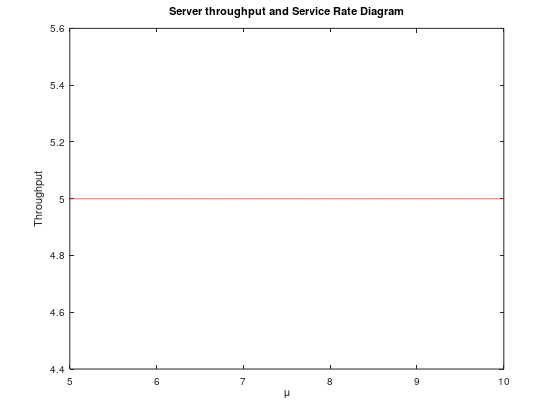 Server throughput and Service Rate Diagram
5.6
5.4
5.2
5
4.8
4.6
4.4
Throughput
5 6 7 8 9 10
μ